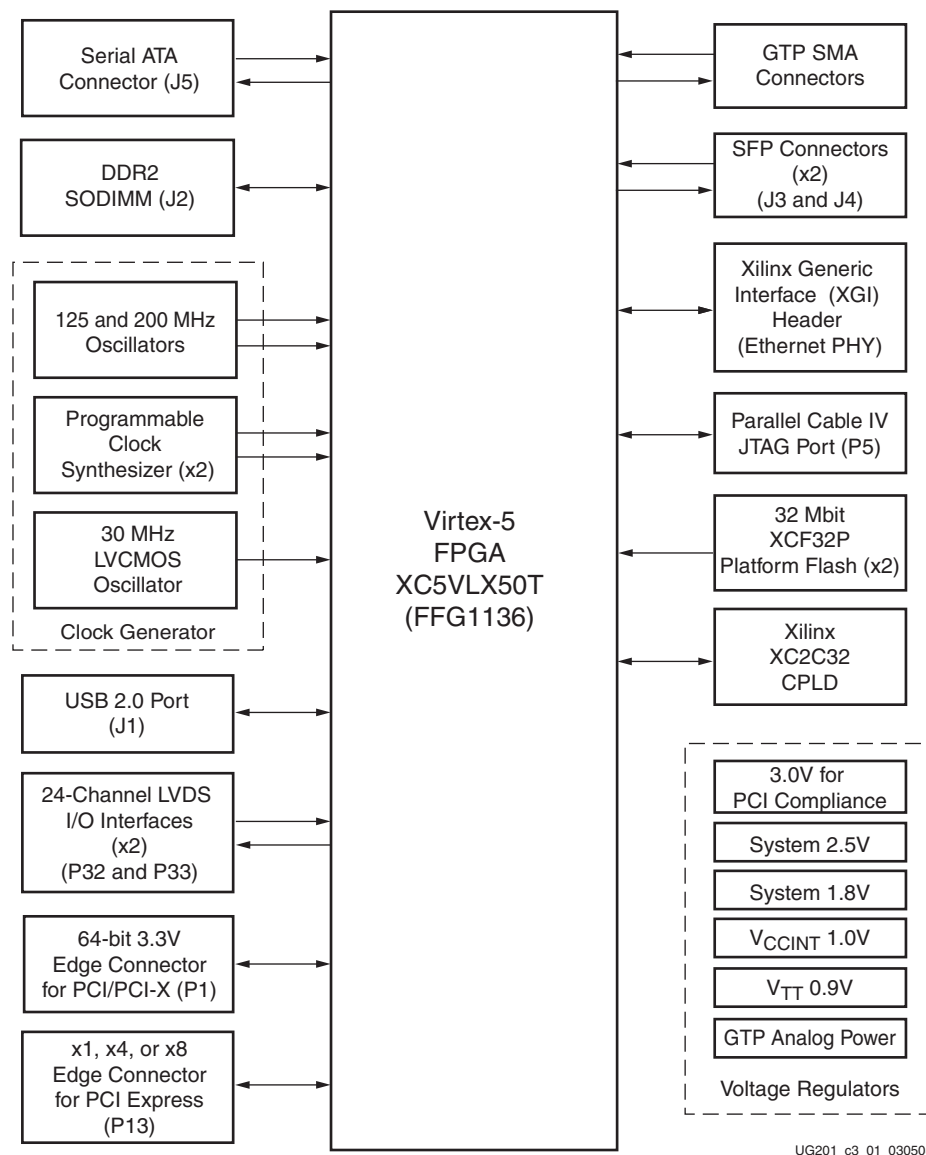 Serial ATA
Connector (J5)
DDR2
SODIMM (J2)
125 and 200 MHz
Oscillators
Programmable
Clock
Synthesizer (x2)
30 MHz
LVCMOS
Oscillator
Clock Generator
USB 2.0 Port
(J1)
24-Channel LVDS
I/O Interfaces
(x2)
(P32 and P33)
64-bit 3.3V
Edge Connector
for PCI/PCI-X (P1)
x1, x4, or x8
Edge Connector
for PCI Express
(P13)
Virtex-5
FPGA
XC5VLX50T
(FFG1136)
GTP SMA
Connectors
SFP Connectors
(x2)
(J3 and J4)
Xilinx Generic
Interface (XGI)
Header
(Ethernet PHY)
Parallel Cable IV
JTAG Port (P5)
32 Mbit
XCF32P
Platform Flash (x2)
Xilinx
XC2C32
CPLD
3.0V for
PCI Compliance
System 2.5V
System 1.8V
VCCINT 1.0V
VTT 0.9V
GTP Analog Power
Voltage Regulators
UG201_c3_01_03050